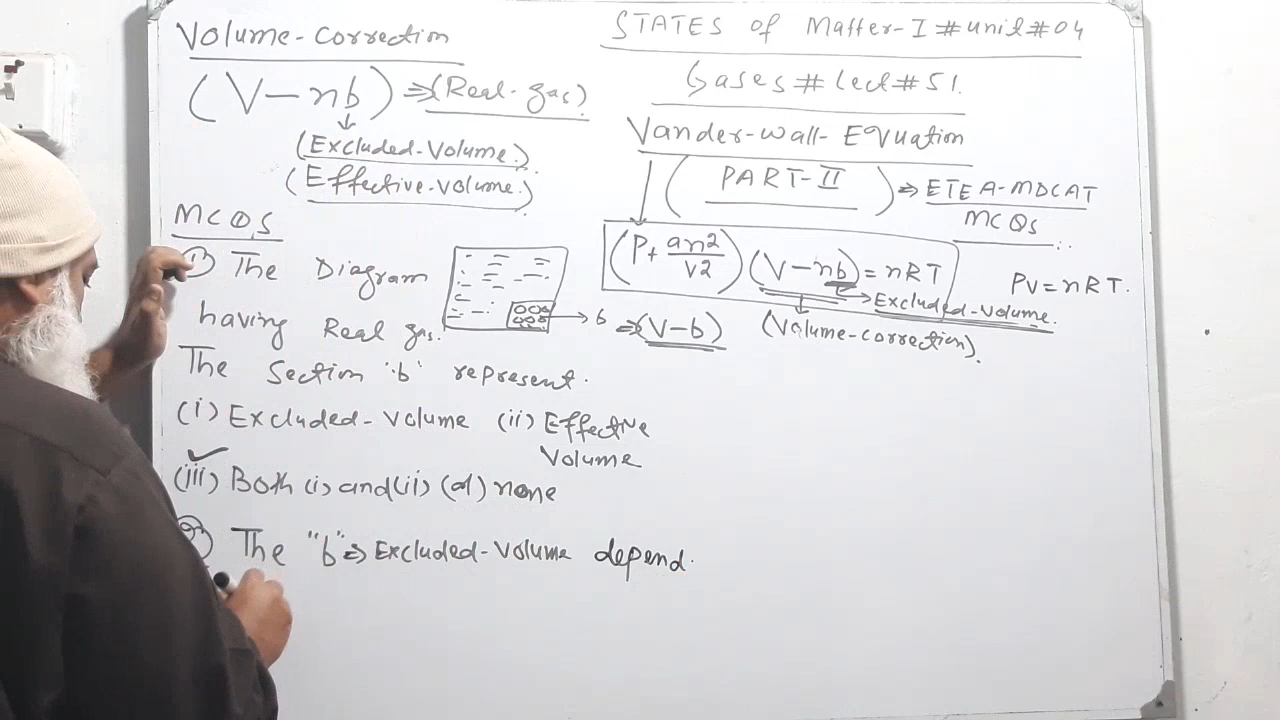 Volume-Correction
(V-nb) ⇒(Real-gas)
(Excluded-Volume.)
(Effective-volume.)
STATES of Matter-I # unit # 04
Gases # Lect # 51.
Vander-wall-EQuation
(PART-II) ⇒ ETEA-MDCAT
MCQS
(P+ an2/v2) (V-nb) = nRT
PV=nRT.
→Excluded-Volume.
⇒(V-b) (Volume-correction).
MCQ,S
(1) The Diagram
having Real gas.
b
The Section "b" represent.
(i) Excluded-Volume (ii) Effective
Volume
(iii) Both (i) and (ii) (d) none
(2) The "b"⇒ Excluded-Volume depend.